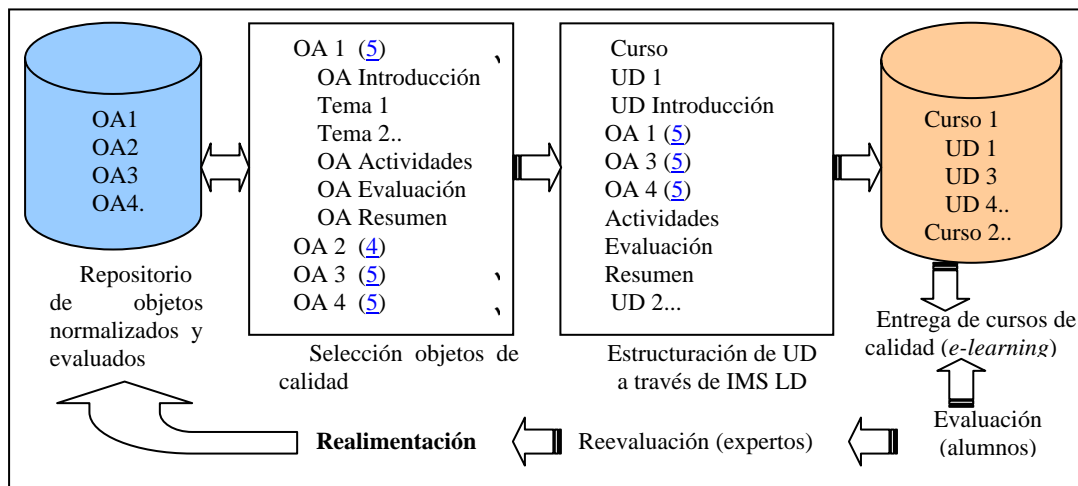 OA1
OA2
OA3
OA4.
Repositorio
de objetos
normalizados y
evaluados
OA 1 (5)
OA Introducción
Tema 1
Tema 2..
OA Actividades
OA Evaluación
OA Resumen
OA 2 (4)
OA 3 (5)
OA 4 (5)
Selección objetos de
calidad
Curso
UD 1
UD Introducción
OA 1 (5)
OA 3 (5)
OA 4 (5)
Actividades
Evaluación
Resumen
UD 2...
Estructuración de UD
a través de IMS LD
Curso 1
UD 1
UD 3
UD 4..
Curso 2..
Entrega de cursos de
calidad (e-learning)
Evaluación
(alumnos)
Reevaluación (expertos)
Realimentación